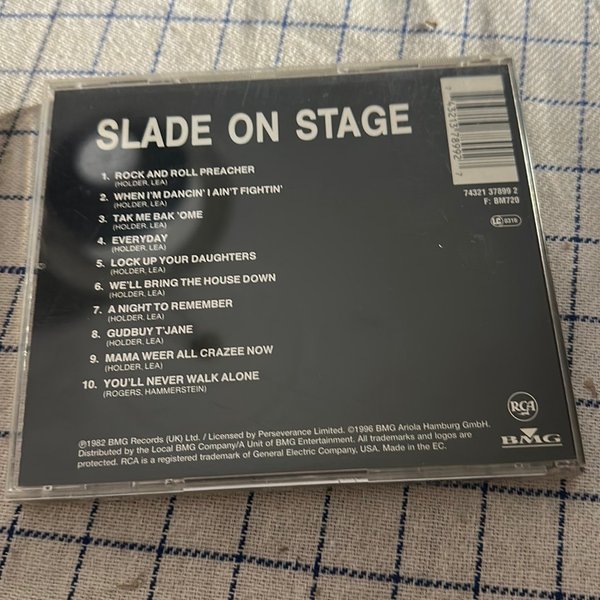 SLADE ON STAGE
1. ROCK AND ROLL PREACHER
(HOLDER, LEA)
2. WHEN I'M DANCIN' I AIN'T FIGHTIN'
(HOLDER, LEA)
3. TAK ME BAK 'OME
(HOLDER, LEA)
4. EVERYDAY
(HOLDER, LEA)
5. LOCK UP YOUR DAUGHTERS
(HOLDER, LEA)
6. WE'LL BRING THE HOUSE DOWN
(HOLDER, LEA)
7. A NIGHT TO REMEMBER
(HOLDER, LEA)
8. GUDBUY T'JANE
(HOLDER, LEA)
9. MAMA WEER ALL CRAZEE NOW
(HOLDER, LEA)
10. YOU'LL NEVER WALK ALONE
(ROGERS, HAMMERSTEIN)
7 43213 78992 7
74321 37899 2
F: BM720
LC 0316
RCA
BMG
℗1982 BMG Records (UK) Ltd. / Licensed by Perseverance Limited. ©1996 BMG Ariola Hamburg GmbH.
Distributed by the Local BMG Company/A Unit of BMG Entertainment. All trademarks and logos are
protected. RCA is a registered trademark of General Electric Company, USA. Made in the EC.